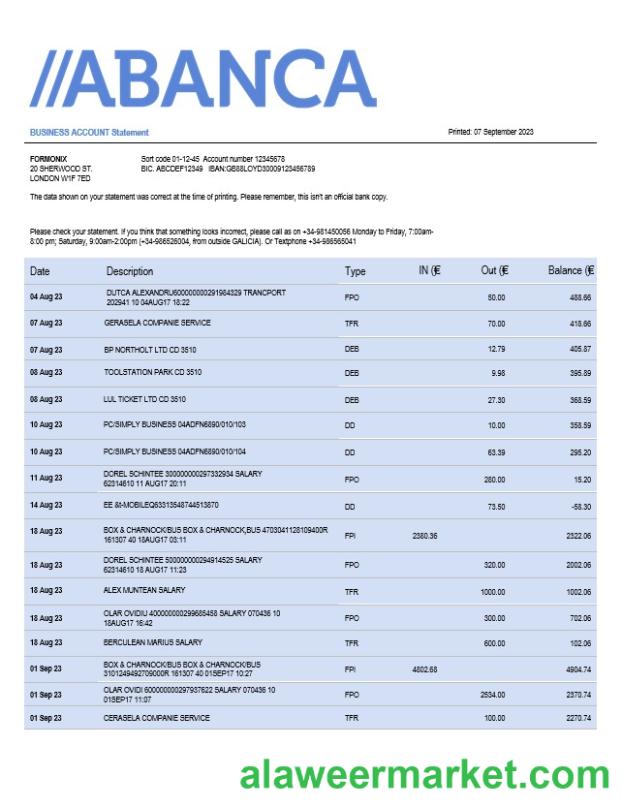 //ABANCA
BUSINESS ACCOUNT Statement Printed: 07 September 2023
FORMONIX Sort code 01-12-45 Account number 12345678
20 SHERWOOD ST. BIC. ABCDEF12349 IBAN:GB88LOYD30009123456789
LONDON W1F 7ED
The data shown on your statement was correct at the time of printing. Please remember, this isn't an official bank copy.
Please check your statement. If you think that something looks incorrect, please call as on +34-981450056 Monday to Friday, 7:00am-
8:00 pm; Saturday, 9:00am-2:00pm (+34-986526004, from outside GALICIA). Or Textphone +34-986565041
Date Description Type IN (€ Out (€ Balance (€
04 Aug 23 DUTCA ALEXANDRU600000000291984329 TRANCPORT FPO 50.00 488.66
202941 10 04AUG17 18:22
07 Aug 23 GERASELA COMPANIE SERVICE TFR 70.00 418.66
07 Aug 23 BP NORTHOLT LTD CD 3510 DEB 12.79 405.87
08 Aug 23 TOOLSTATION PARK CD 3510 DEB 9.98 395.89
08 Aug 23 LUL TICKET LTD CD 3510 DEB 27.30 368.59
10 Aug 23 PC/SIMPLY BUSINESS 04ADFN6890/010/103 DD 10.00 358.59
10 Aug 23 PC/SIMPLY BUSINESS 04ADFN6890/010/104 DD 63.39 295.20
11 Aug 23 DOREL SCHINTEE 300000000297332934 SALARY FPO 280.00 15.20
62314610 11 AUG17 20:11
14 Aug 23 EE &t-MOBILEQ63313548744513870 DD 73.50 -58.30
18 Aug 23 BOX & CHARNOCK/BUS BOX & CHARNOCK,BUS 4703041128109400R FPI 2380.36 2322.06
161307 40 18AUG17 03:11
18 Aug 23 DOREL SCHINTEE 500000000294914525 SALARY FPO 320.00 2002.06
62314610 18 AUG17 11:23
18 Aug 23 ALEX MUNTEAN SALARY TFR 1000.00 1002.06
18 Aug 23 OLAR OVIDIU 400000000299685458 SALARY 070436 10 FPO 300.00 702.06
18AUG17 16:42
18 Aug 23 BERCULEAN MARIUS SALARY TFR 600.00 102.06
01 Sep 23 BOX & CHARNOCK/BUS BOX & CHARNOCK/BUS FPI 4802.68 4904.74
3101249492709000R 161307 40 01SEP17 10:27
01 Sep 23 OLAR OVIDI 600000000297937622 SALARY 070436 10 FPO 2534.00 2370.74
01SEP17 11:07
01 Sep 23 CERASELA COMPANIE SERVICE TFR 100.00 2270.74
alaweermarket.com